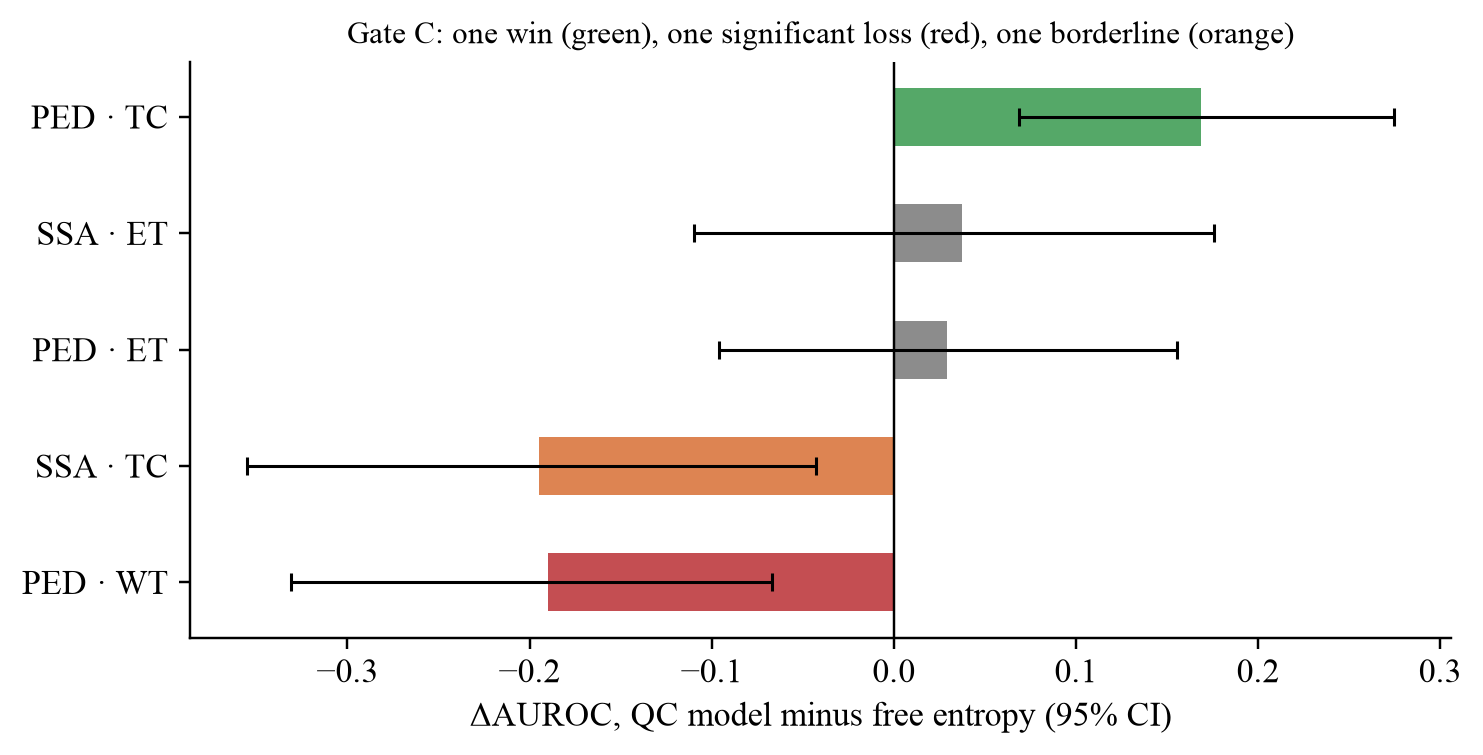 Gate C: one win (green), one significant loss (red), one borderline (orange)
PED · TC
SSA · ET
PED · ET
SSA · TC
PED · WT
−0.3 −0.2 −0.1 0.0 0.1 0.2 0.3
ΔAUROC, QC model minus free entropy (95% CI)